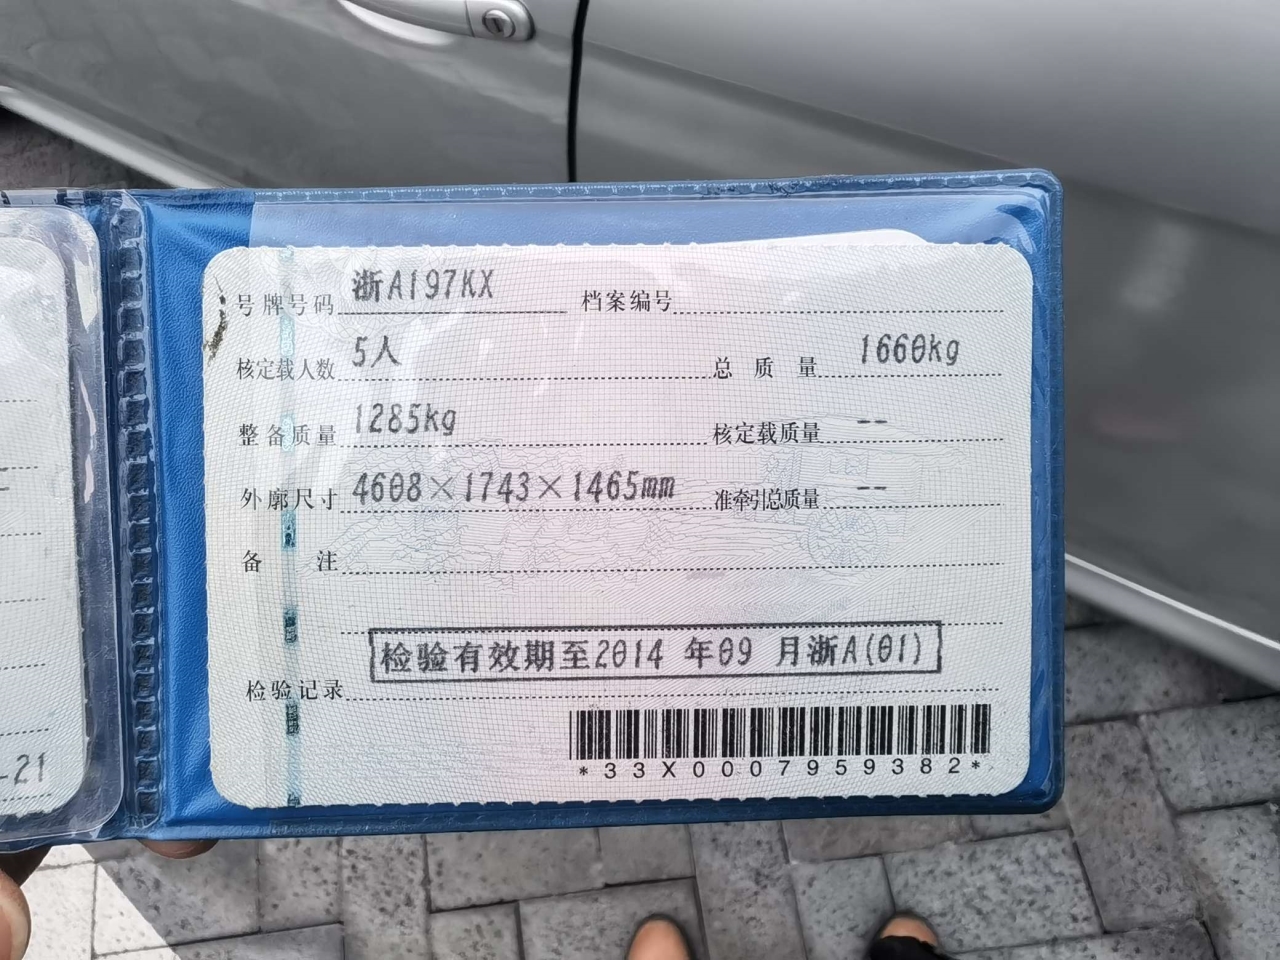 号牌号码 浙A197KX 档案编号
核定载人数 5人 总质量 1660kg
整备质量 1285kg 核定载质量 --
外廓尺寸 4608×1743×1465mm 准牵引总质量 --
备注
检验有效期至2014 年09 月浙A(01)
检验记录
*33X0007959382*
-21